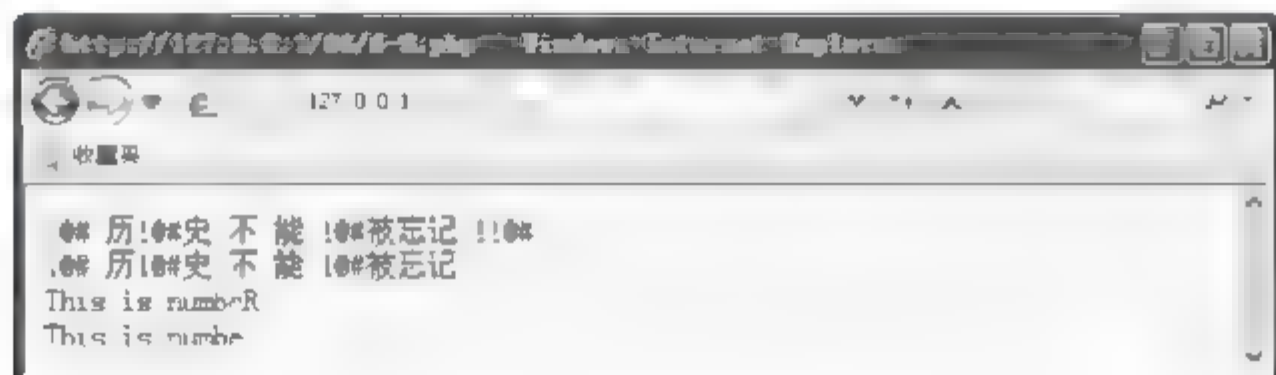 127.0.0.1
收藏夹
!@# 历!@#史 不 能 !@#被忘记 !!@#
!@# 历!@#史 不 能 !@#被忘记
This is numbeR
This is numbe